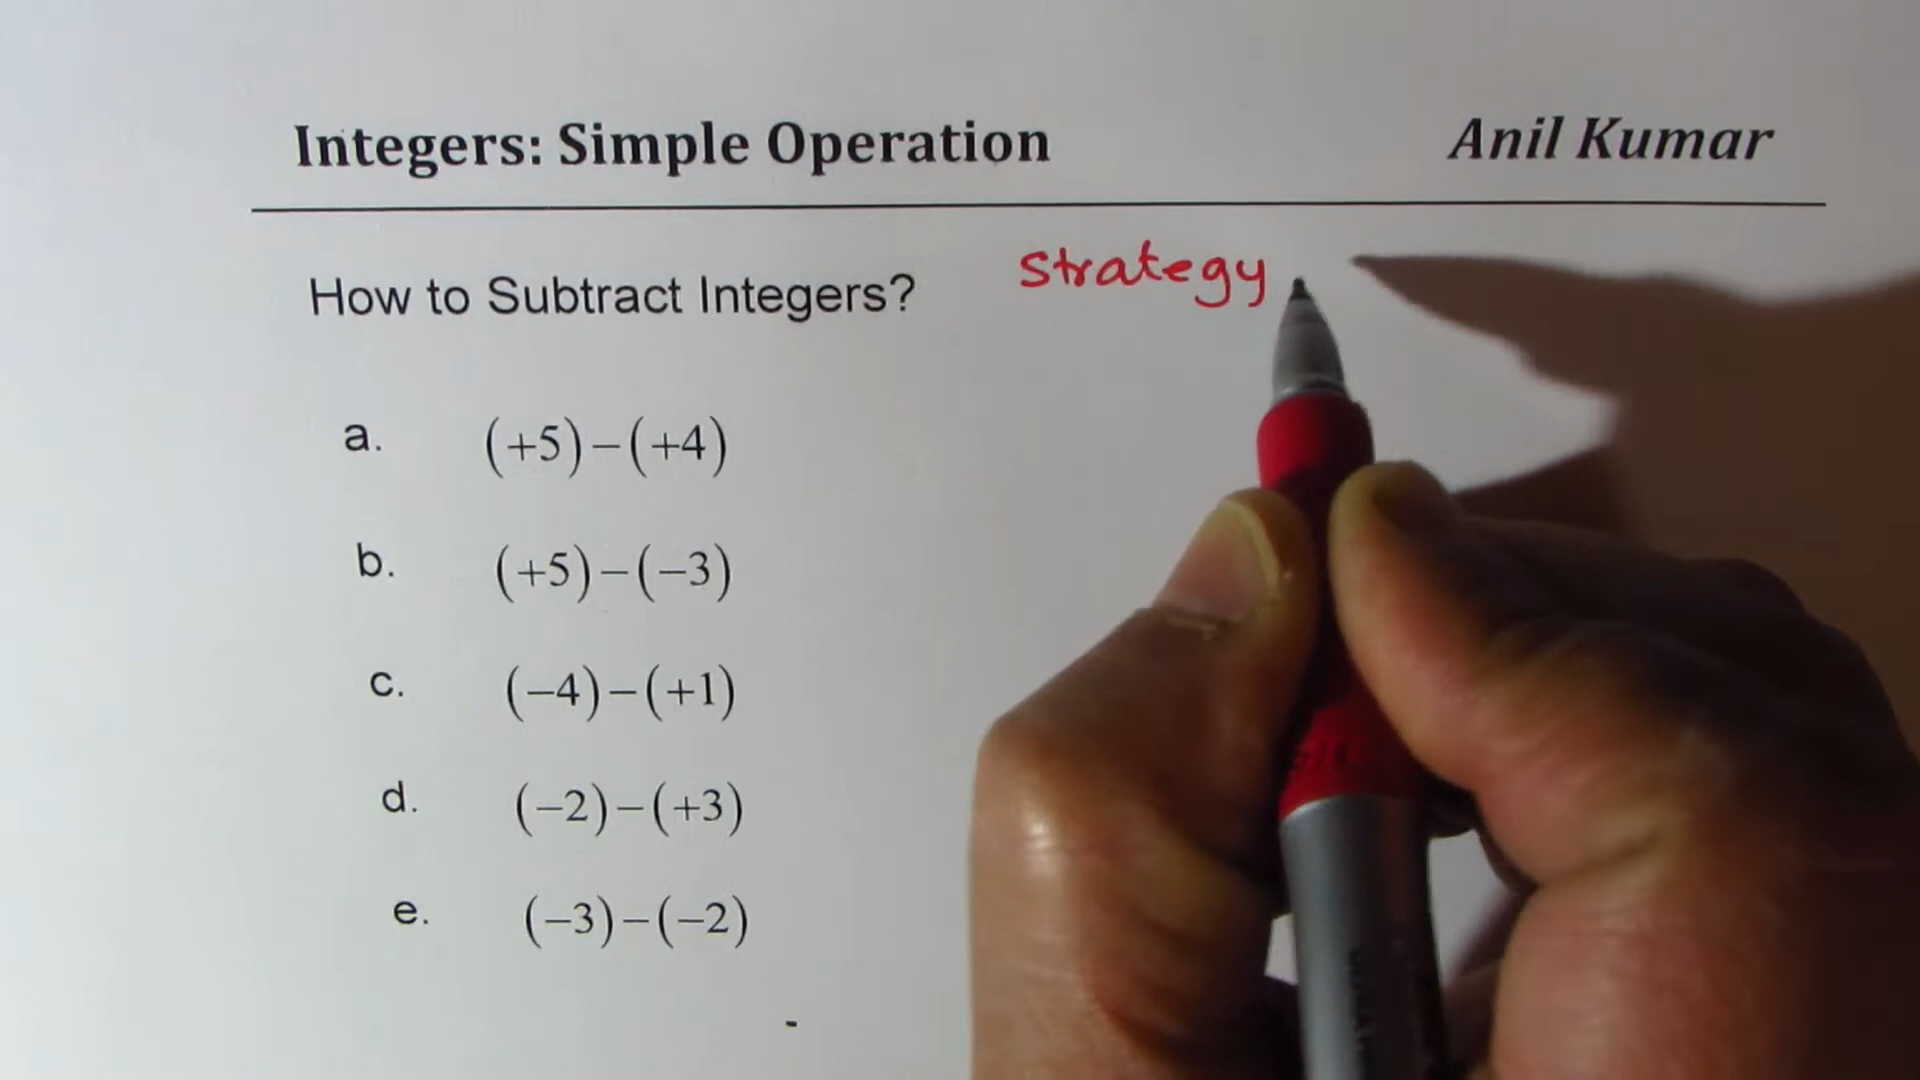 Integers: Simple Operation Anil Kumar
How to Subtract Integers? Strategy
a. (+5)−(+4)
b. (+5)−(−3)
c. (−4)−(+1)
d. (−2)−(+3)
e. (−3)−(−2)